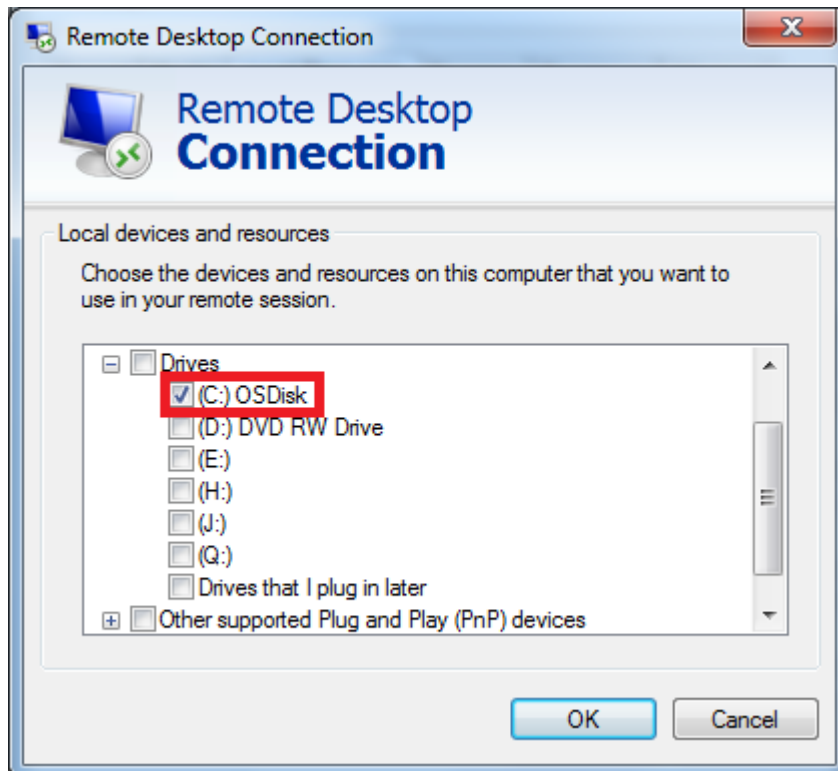 Remote Desktop Connection
Remote Desktop
Connection
Local devices and resources
Choose the devices and resources on this computer that you want to
use in your remote session.
Drives
(C:) OSDisk
(D:) DVD RW Drive
(E:)
(H:)
(J:)
(Q:)
Drives that I plug in later
Other supported Plug and Play (PnP) devices
OK Cancel